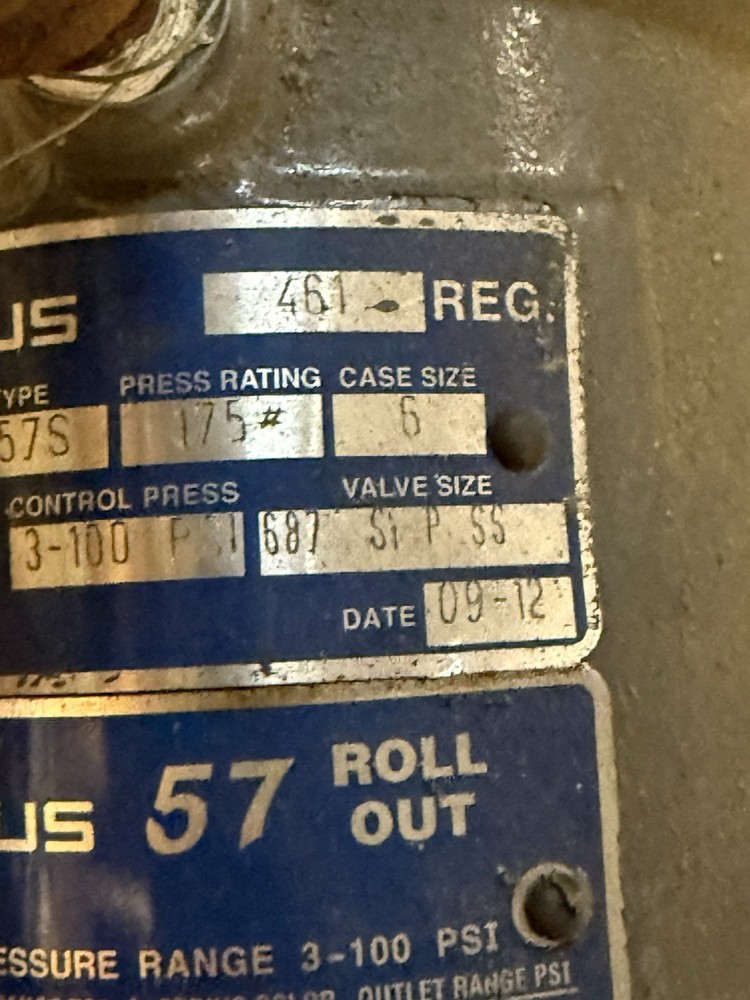 US 461 REG.
YPE PRESS RATING CASE SIZE
57S 175# 6
CONTROL PRESS VALVE SIZE
3-100 PSI 687 SS
DATE 09-12
US 57 ROLL
OUT
ESSURE RANGE 3-100 PSI
OUTLET RANGE PSI